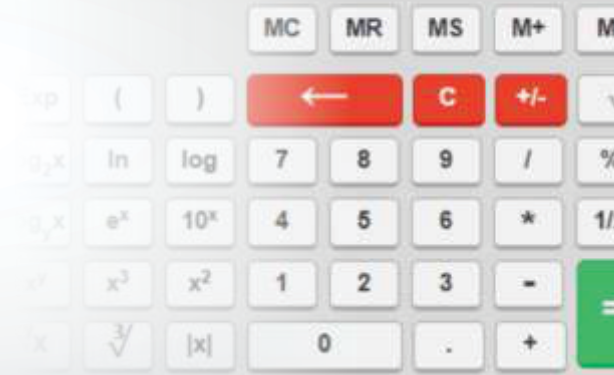 MC MR MS M+ M
( ) ← C +/-
ln log 7 8 9 / %
eˣ 10ˣ 4 5 6 * 1/
x³ x² 1 2 3 -
∛ |x| 0 . + =